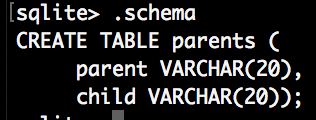 [sqlite> .schema
CREATE TABLE parents (
parent VARCHAR(20),
child VARCHAR(20));